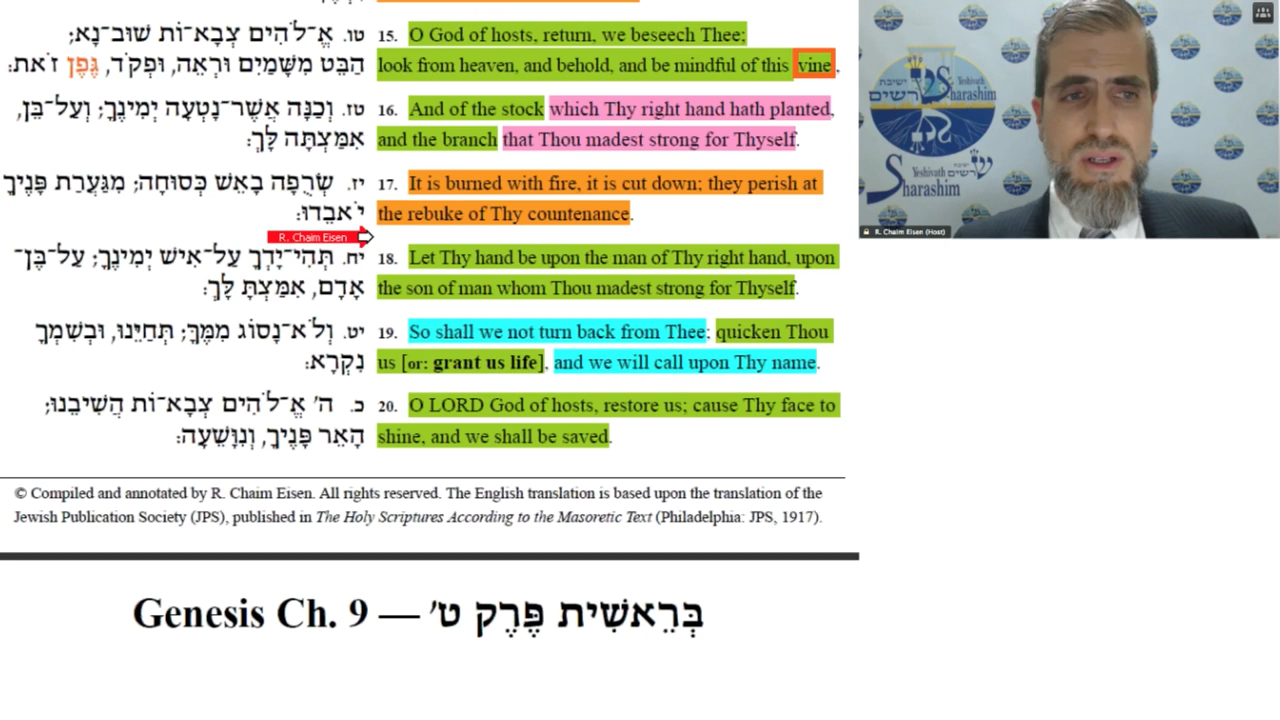 טו. אֱ־לֹהִים צְבָא־וֹת שׁוּב־נָא;
15. O God of hosts, return, we beseech Thee;
הַבֵּט מִשָּׁמַיִם וּרְאֵה, וּפְקֹד, גֶּפֶן זֹאת:
look from heaven, and behold, and be mindful of this vine.
טז. וְכַנָּה אֲשֶׁר־נָטְעָה יְמִינֶךָ; וְעַל־בֵּן,
16. And of the stock which Thy right hand hath planted,
אִמַּצְתָּה לָּךְ:
and the branch that Thou madest strong for Thyself.
יז. שְׂרֻפָה בָאֵשׁ כְּסוּחָה; מִגַּעֲרַת פָּנֶיךָ
17. It is burned with fire, it is cut down; they perish at
יֹאבֵדוּ:
the rebuke of Thy countenance.
R. Chaim Eisen
יח. תְּהִי־יָדְךָ עַל־אִישׁ יְמִינֶךָ; עַל־בֶּן־
18. Let Thy hand be upon the man of Thy right hand, upon
אָדָם, אִמַּצְתָּ לָּךְ:
the son of man whom Thou madest strong for Thyself.
יט. וְלֹא־נָסוֹג מִמֶּךָּ; תְּחַיֵּנוּ, וּבְשִׁמְךָ
19. So shall we not turn back from Thee; quicken Thou
נִקְרָא:
us [or: grant us life], and we will call upon Thy name.
כ. ה' אֱ־לֹהִים צְבָא־וֹת הֲשִׁיבֵנוּ;
20. O LORD God of hosts, restore us; cause Thy face to
הָאֵר פָּנֶיךָ, וְנִוָּשֵׁעָה:
shine, and we shall be saved.
© Compiled and annotated by R. Chaim Eisen. All rights reserved. The English translation is based upon the translation of the
Jewish Publication Society (JPS), published in The Holy Scriptures According to the Masoretic Text (Philadelphia: JPS, 1917).
Genesis Ch. 9 — בְּרֵאשִׁית פֶּרֶק ט'
ישיבת
שרשים
Yeshivath
Sharashim
Yeshivath ישיבת
Sharashim שרשים
R. Chaim Eisen (Host)